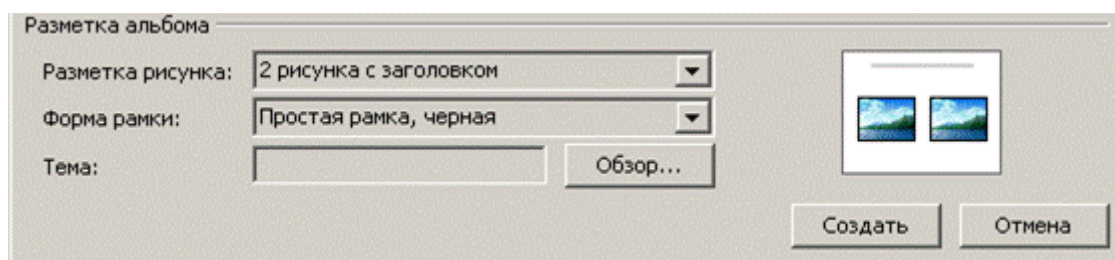 Разметка альбома
Разметка рисунка: 2 рисунка с заголовком
Форма рамки: Простая рамка, черная
Тема: Обзор...
Создать Отмена